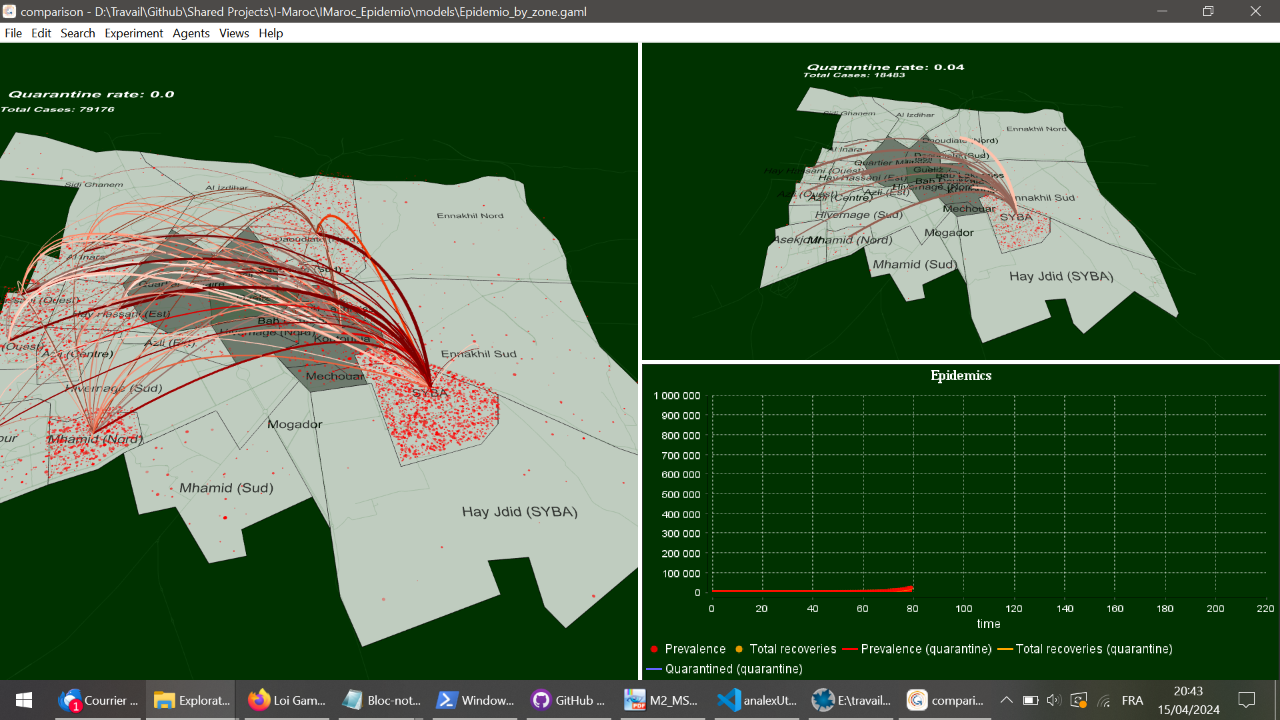 comparison - D:\Travail\Github\Shared Projects\I-Maroc\IMaroc_Epidemio\models\Epidemio_by_zone.gaml
File Edit Search Experiment Agents Views Help
Quarantine rate: 0.0
Total Cases: 79176
Sidi Ghanem
Al Izdihar
Ennakhil Nord
Daoudiate (Nord)
Al Inara
Hay Hassani (Est)
Azli (Est)
Azli (Centre)
Ennakhil Sud
Mechouar
Hivernage (Sud)
SYBA
Mogador
Mhamid (Nord)
Mhamid (Sud)
Hay Jdid (SYBA)
Quarantine rate: 0.04
Total Cases: 18483
Sidi Ghanem
Al Izdihar
Ennakhil Nord
Daoudiate (Nord)
Al Inara
Daoudiate (Sud)
Hay Hassani (Ouest)
Gueliz
Hay Hassani (Est)
Azli (Ouest)
Azli (Centre)
Azli (Est)
Hivernage (Nord)
Ennakhil Sud
Mechouar
Hivernage (Sud)
SYBA
Mogador
Mhamid (Nord)
Mhamid (Sud)
Hay Jdid (SYBA)
Epidemics
1 000 000
900 000
800 000
700 000
600 000
500 000
400 000
300 000
200 000
100 000
0
0 20 40 60 80 100 120 140 160 180 200 220
time
Prevalence Total recoveries Prevalence (quarantine) Total recoveries (quarantine)
Quarantined (quarantine)
1 Courrier ... Explorat... Loi Gam... Bloc-not... Window... GitHub ... M2_MS... analexUt... E:\travail... compari... FRA
20:43
15/04/2024